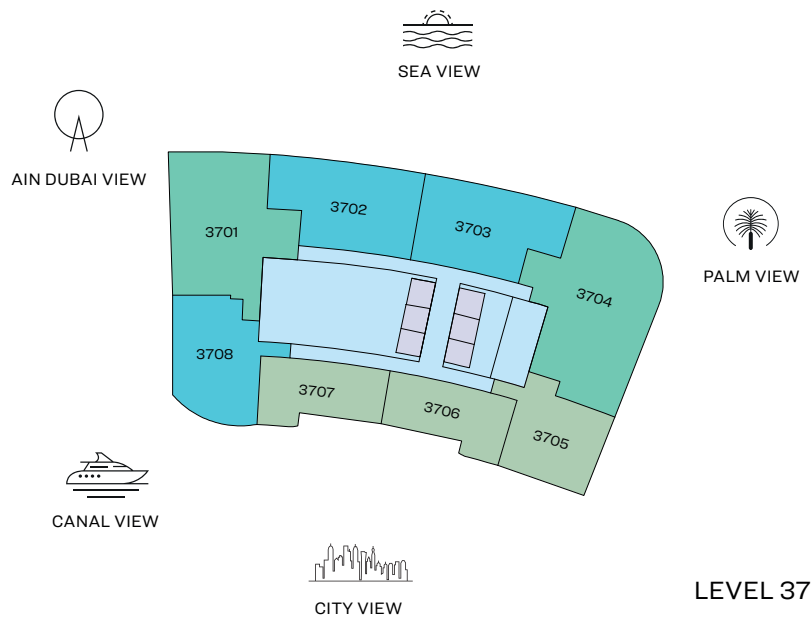 SEA VIEW
AIN DUBAI VIEW
3702
3703
3701
PALM VIEW
3704
3708
3707
3706
3705
CANAL VIEW
LEVEL 37
CITY VIEW